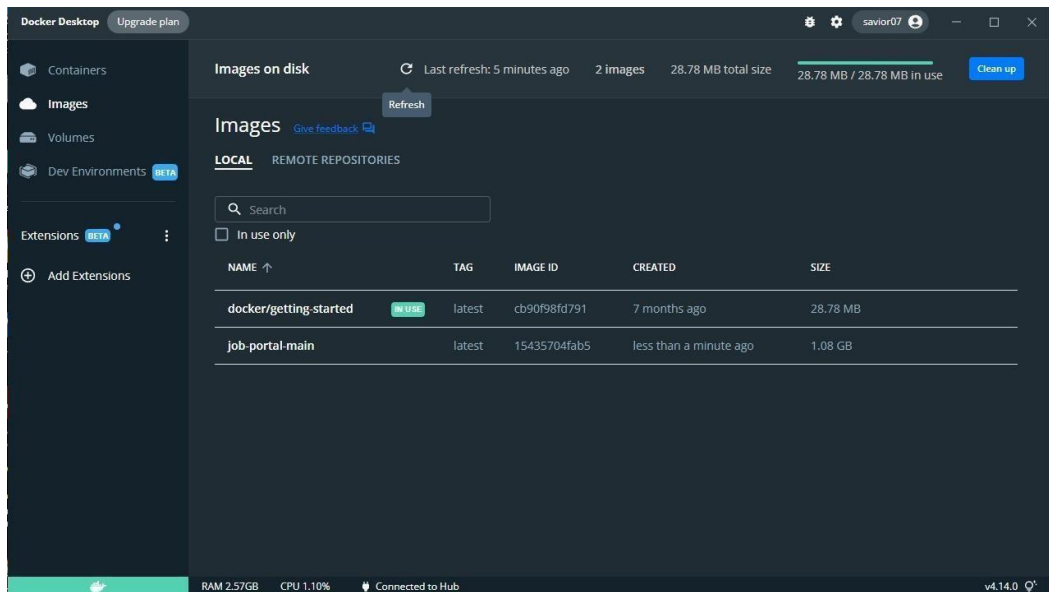 Docker Desktop Upgrade plan savior07
Containers
Images
Volumes
Dev Environments BETA
Extensions BETA
Add Extensions
Images on disk Last refresh: 5 minutes ago 2 images 28.78 MB total size 28.78 MB / 28.78 MB in use Clean up
Refresh
Images Give feedback
LOCAL REMOTE REPOSITORIES
Search
In use only
NAME TAG IMAGE ID CREATED SIZE
docker/getting-started IN USE latest cb90f98fd791 7 months ago 28.78 MB
job-portal-main latest 15435704fab5 less than a minute ago 1.08 GB
RAM 2.57GB CPU 1.10% Connected to Hub v4.14.0